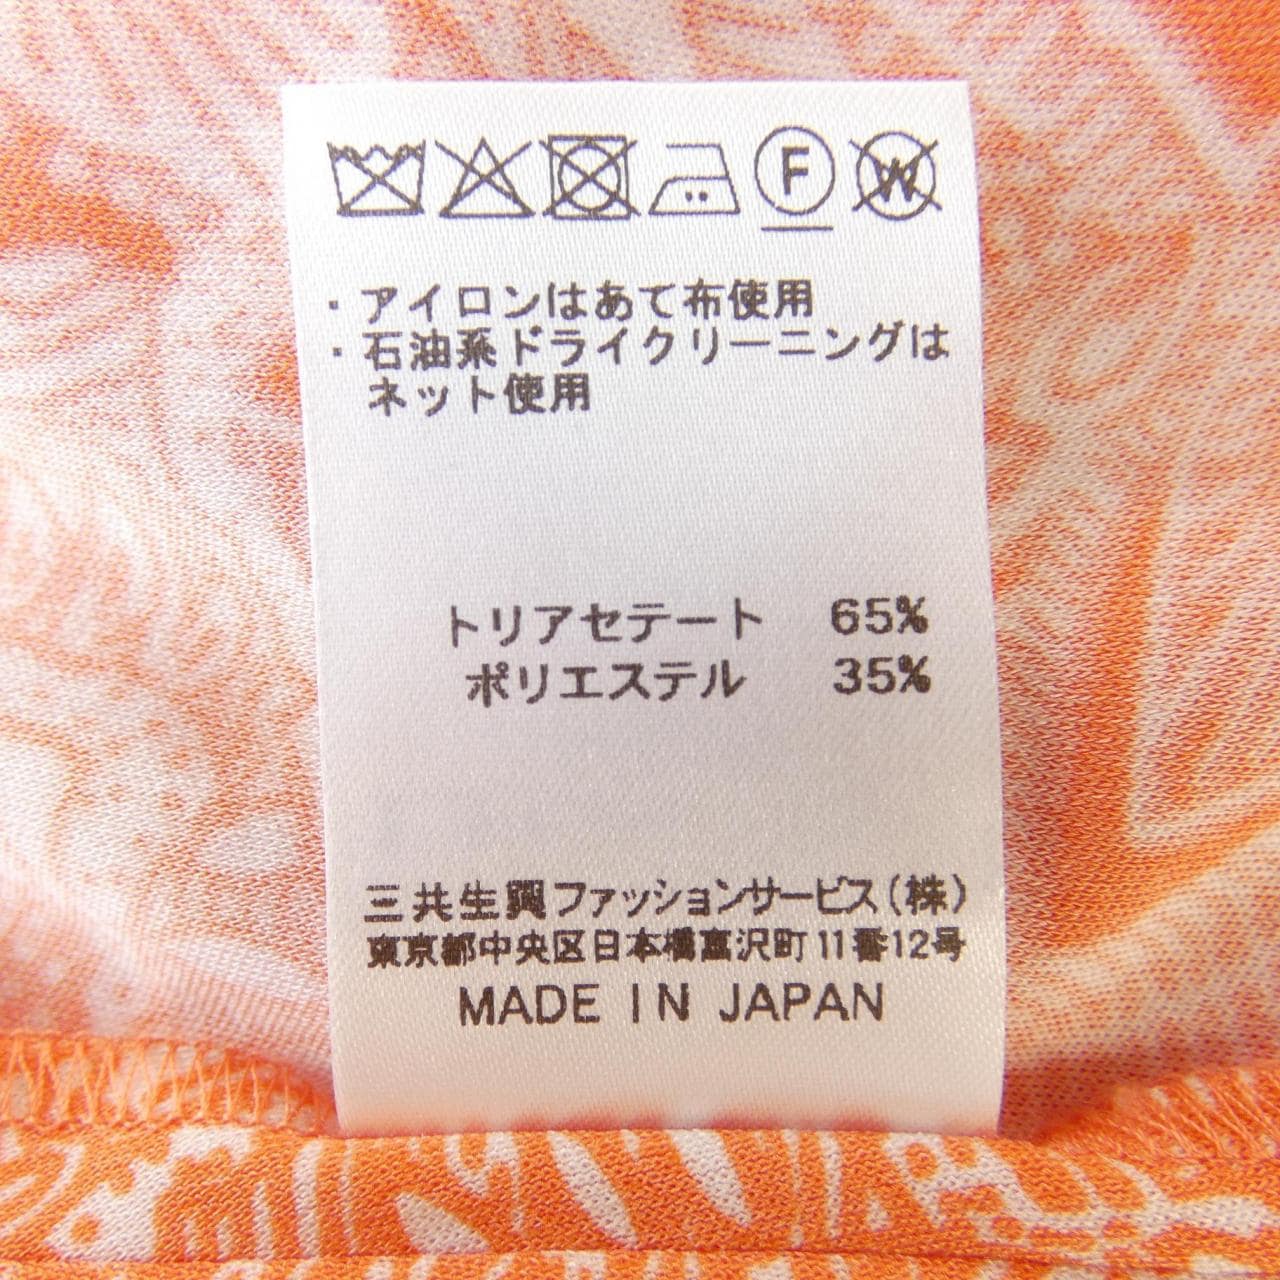 F W
・アイロンはあて布使用
・石油系ドライクリーニングは
ネット使用
トリアセテート 65%
ポリエステル 35%
三共生興ファッションサービス(株)
東京都中央区日本橋富沢町11番12号
MADE IN JAPAN